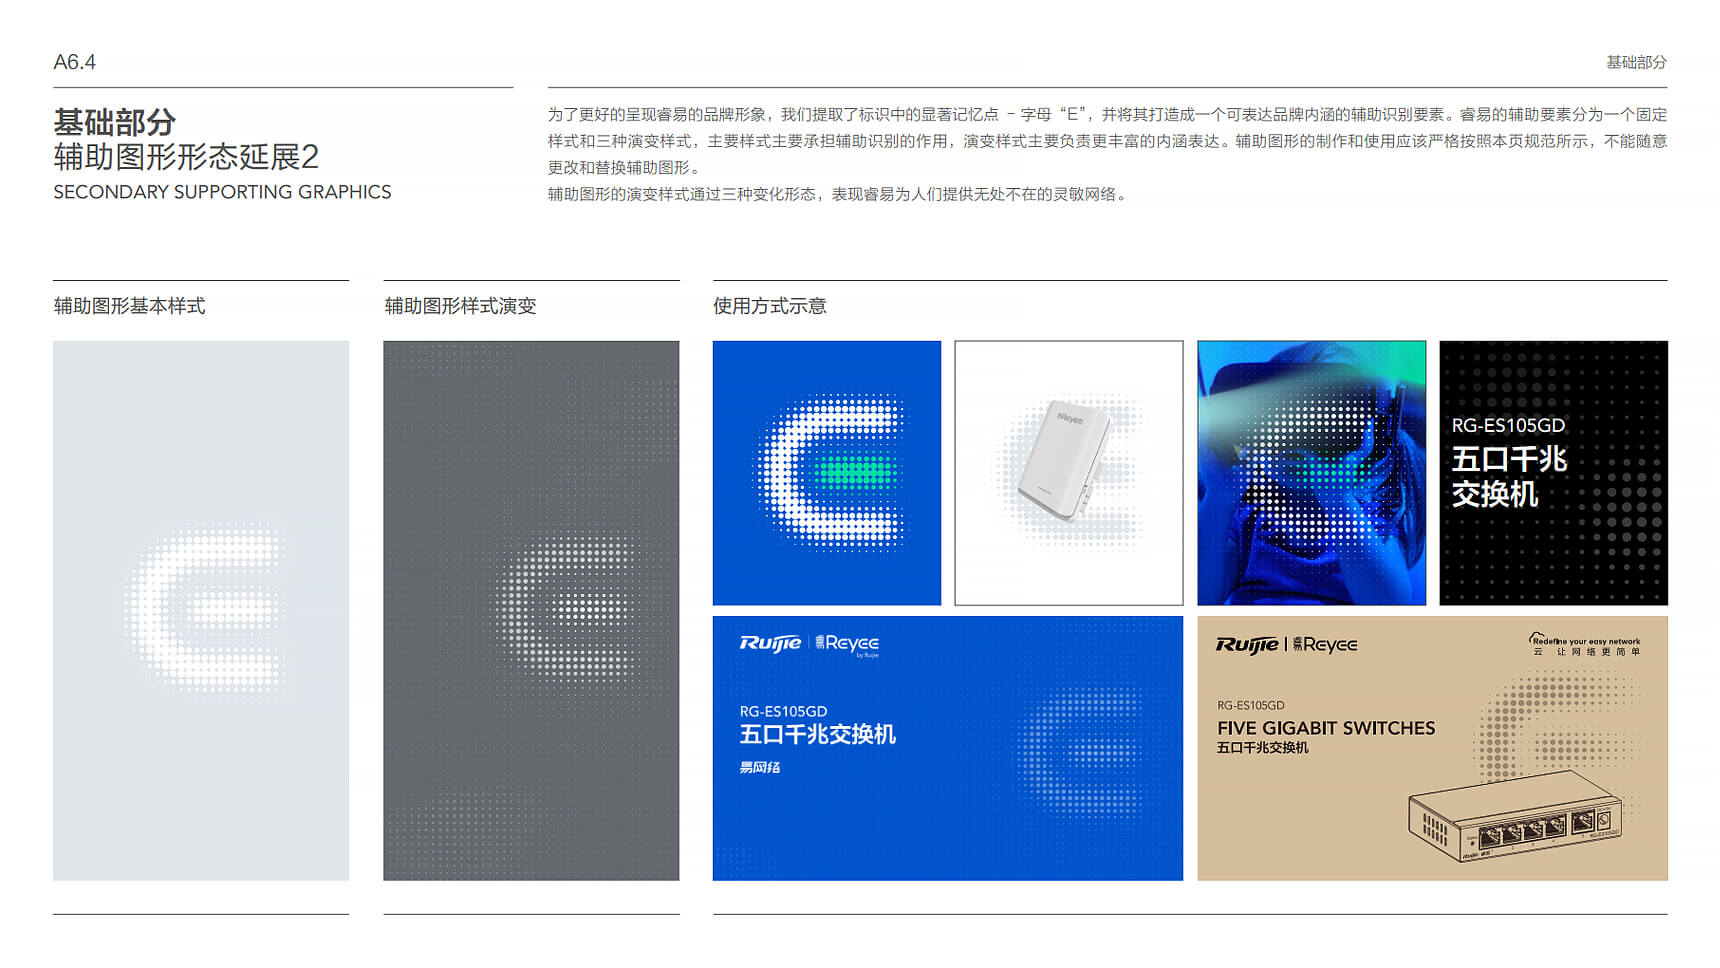 A6.4
基础部分
基础部分
辅助图形形态延展2
SECONDARY SUPPORTING GRAPHICS
为了更好的呈现睿易的品牌形象，我们提取了标识中的显著记忆点 – 字母“E”，并将其打造成一个可表达品牌内涵的辅助识别要素。睿易的辅助要素分为一个固定
样式和三种演变样式，主要样式主要承担辅助识别的作用，演变样式主要负责更丰富的内涵表达。辅助图形的制作和使用应该严格按照本页规范所示，不能随意
更改和替换辅助图形。
辅助图形的演变样式通过三种变化形态，表现睿易为人们提供无处不在的灵敏网络。
辅助图形基本样式
辅助图形样式演变
使用方式示意
Reyee
RG-ES105GD
五口千兆
交换机
Ruijie 睿易 Reyee
by Ruijie
RG-ES105GD
五口千兆交换机
易网络
Ruijie 睿易 Reyee
Redefine your easy network
云 让网络更简单
RG-ES105GD
FIVE GIGABIT SWITCHES
五口千兆交换机
Ruijie
RG-ES105GD